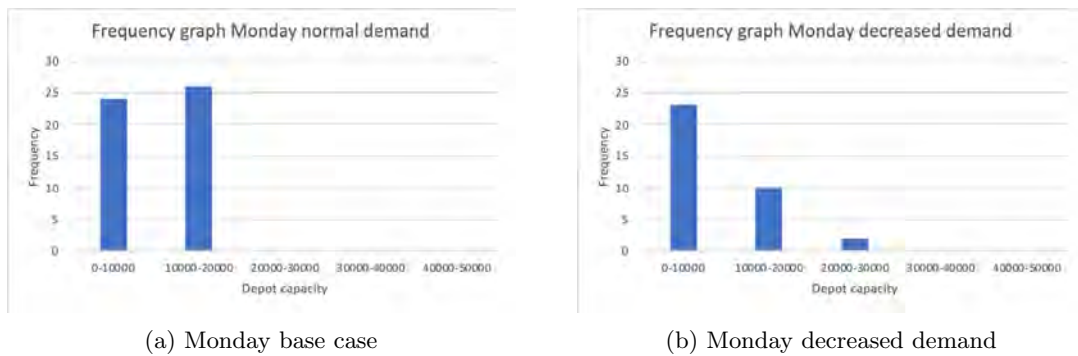 Frequency graph Monday normal demand
30
25
20
15
10
5
0
Frequency
0-10000 10000-20000 20000-30000 30000-40000 40000-50000
Depot capacity
(a) Monday base case
Frequency graph Monday decreased demand
30
25
20
15
10
5
0
Frequency
0-10000 10000-20000 20000-30000 30000-40000 40000-50000
Depot capacity
(b) Monday decreased demand